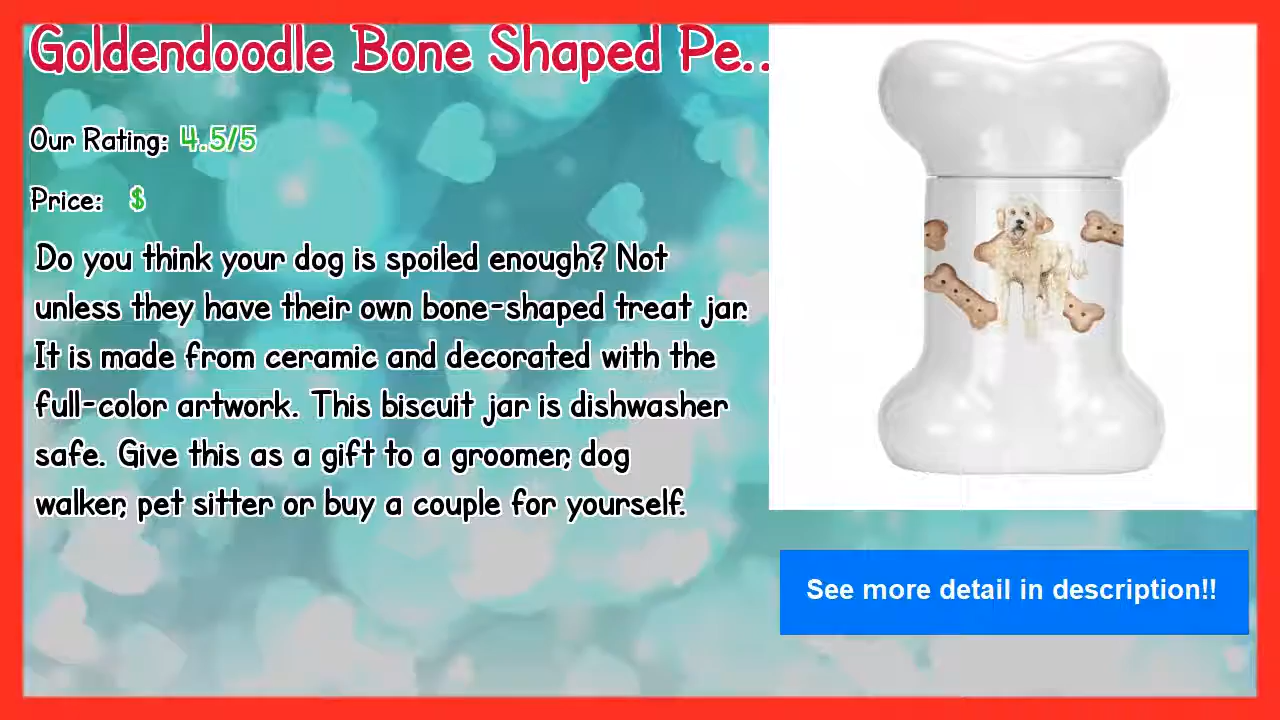 Goldendoodle Bone Shaped Pe..
Our Rating: 4.5/5
Price: $
Do you think your dog is spoiled enough? Not
unless they have their own bone-shaped treat jar.
It is made from ceramic and decorated with the
full-color artwork. This biscuit jar is dishwasher
safe. Give this as a gift to a groomer, dog
walker, pet sitter or buy a couple for yourself.
See more detail in description!!